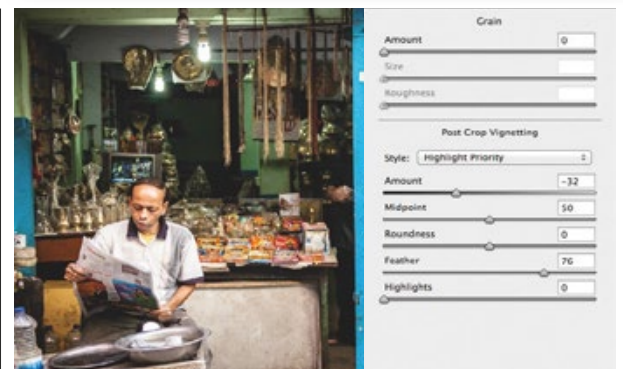 Grain
Amount 0
Size
Roughness
Post Crop Vignetting
Style: Highlight Priority
Amount -32
Midpoint 50
Roundness 0
Feather 76
Highlights 0